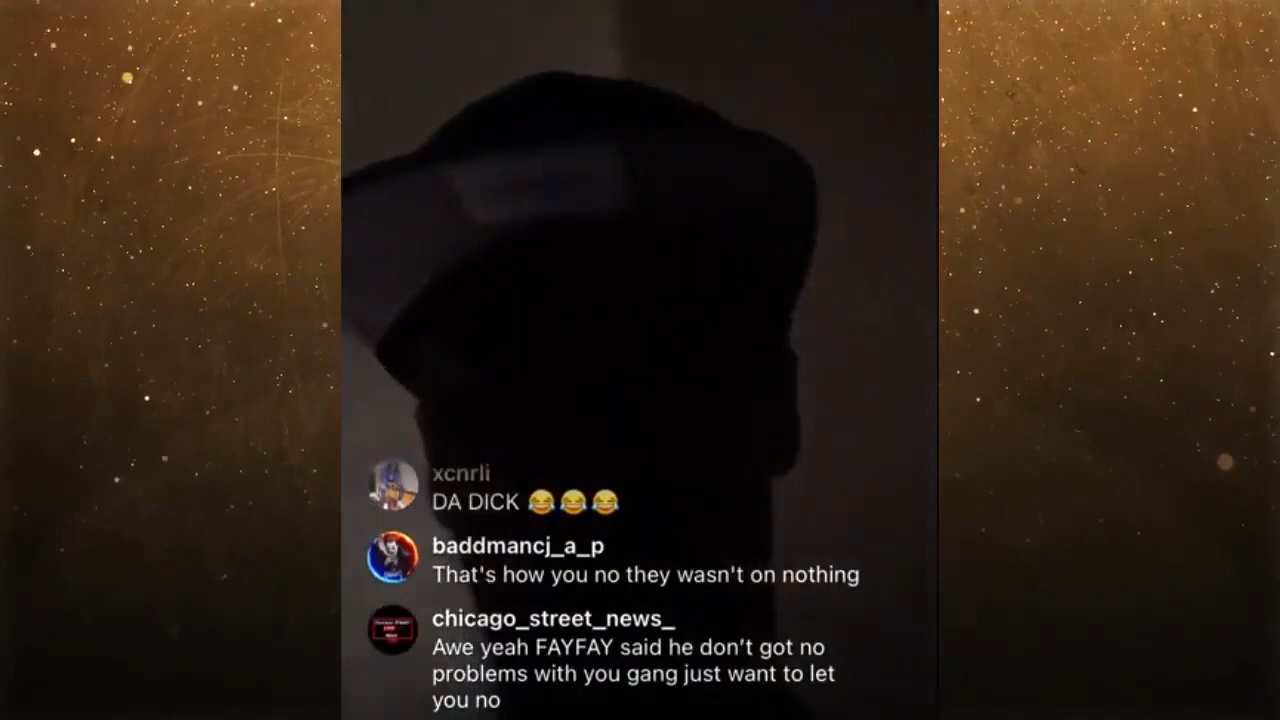 xcnrli
DA DICK 😂😂😂
baddmancj_a_p
That's how you no they wasn't on nothing
chicago_street_news_
Awe yeah FAYFAY said he don't got no
problems with you gang just want to let
you no